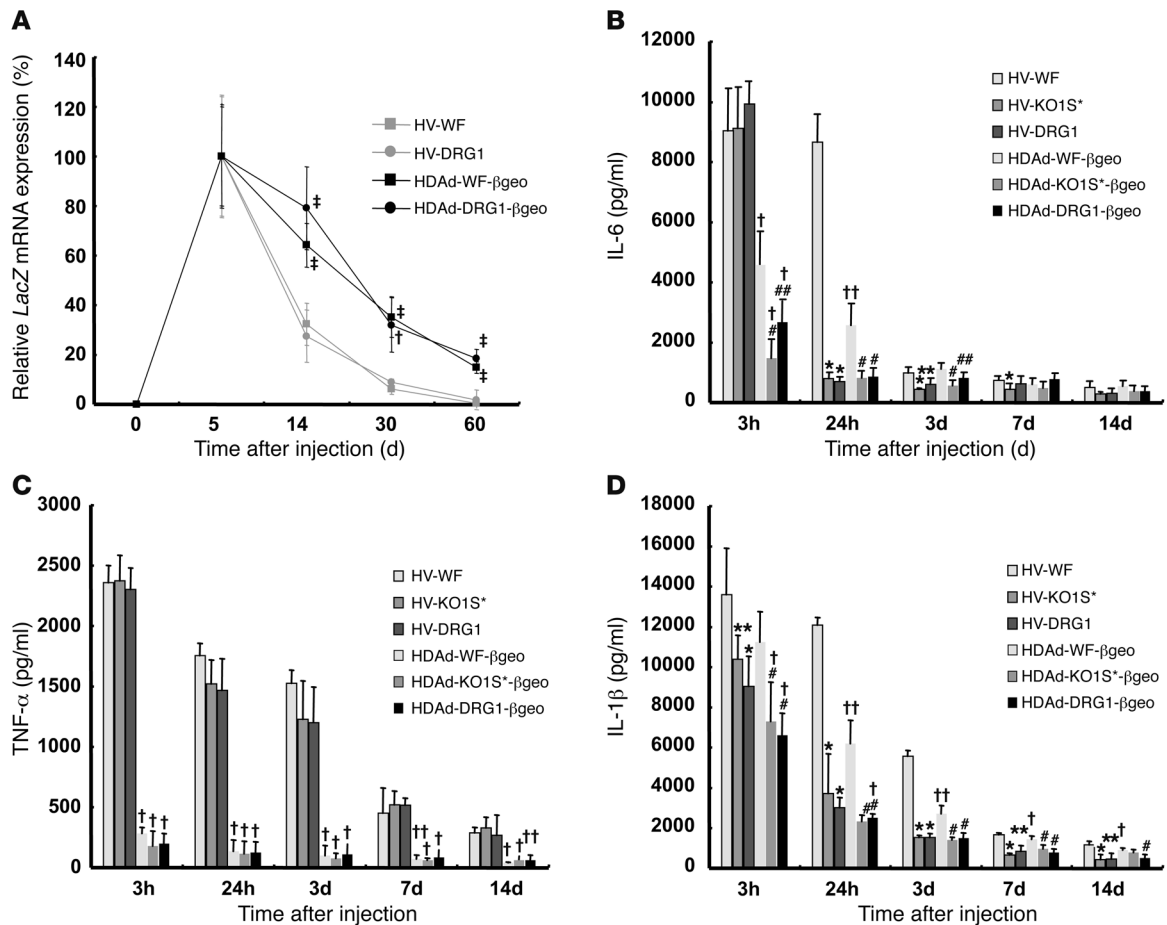 A
Relative LacZ mRNA expression (%)
140
120
100
80
60
40
20
0
HV-WF
HV-DRG1
HDAd-WF-βgeo
HDAd-DRG1-βgeo
‡
‡
‡
†
‡
‡
0 5 14 30 60
Time after injection (d)
B
IL-6 (pg/ml)
12000
10000
8000
6000
4000
2000
0
HV-WF
HV-KO1S*
HV-DRG1
HDAd-WF-βgeo
HDAd-KO1S*-βgeo
HDAd-DRG1-βgeo
† † # † ##
* * †† # #
* ** # ##
*
3h 24h 3d 7d 14d
Time after injection (d)
C
TNF-α (pg/ml)
3000
2500
2000
1500
1000
500
0
HV-WF
HV-KO1S*
HV-DRG1
HDAd-WF-βgeo
HDAd-KO1S*-βgeo
HDAd-DRG1-βgeo
† † †
† † †
† † †
†† † †
† † ††
3h 24h 3d 7d 14d
Time after injection
D
IL-1β (pg/ml)
18000
16000
14000
12000
10000
8000
6000
4000
2000
0
HV-WF
HV-KO1S*
HV-DRG1
HDAd-WF-βgeo
HDAd-KO1S*-βgeo
HDAd-DRG1-βgeo
** * † # † #
* * †† ## † #
* ** †† # #
* ** † # #
* ** † #
3h 24h 3d 7d 14d
Time after injection